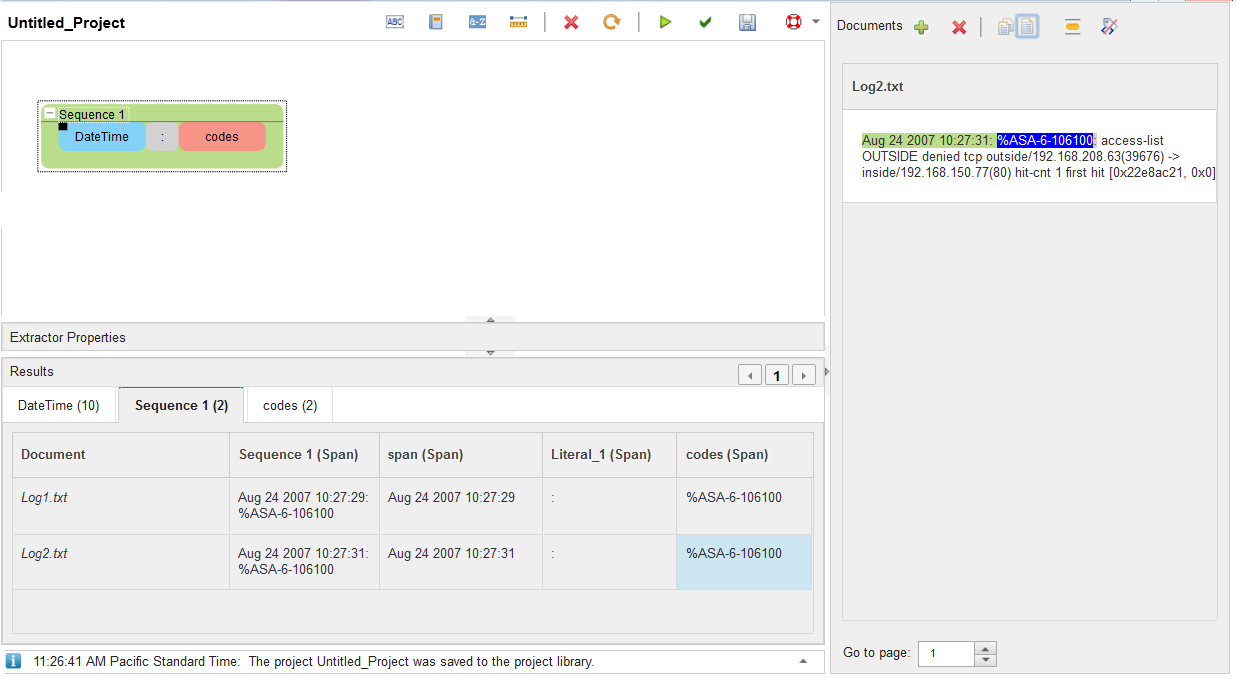 Untitled_Project
ABC
a-Z
Sequence 1
DateTime
:
codes
Extractor Properties
Results
1
DateTime (10)
Sequence 1 (2)
codes (2)
Document
Sequence 1 (Span)
span (Span)
Literal_1 (Span)
codes (Span)
Log1.txt
Aug 24 2007 10:27:29:
%ASA-6-106100
Aug 24 2007 10:27:29
:
%ASA-6-106100
Log2.txt
Aug 24 2007 10:27:31:
%ASA-6-106100
Aug 24 2007 10:27:31
:
%ASA-6-106100
11:26:41 AM Pacific Standard Time: The project Untitled_Project was saved to the project library.
Documents
Log2.txt
Aug 24 2007 10:27:31: %ASA-6-106100: access-list
OUTSIDE denied tcp outside/192.168.208.63(39676) ->
inside/192.168.150.77(80) hit-cnt 1 first hit [0x22e8ac21, 0x0]
Go to page: 1